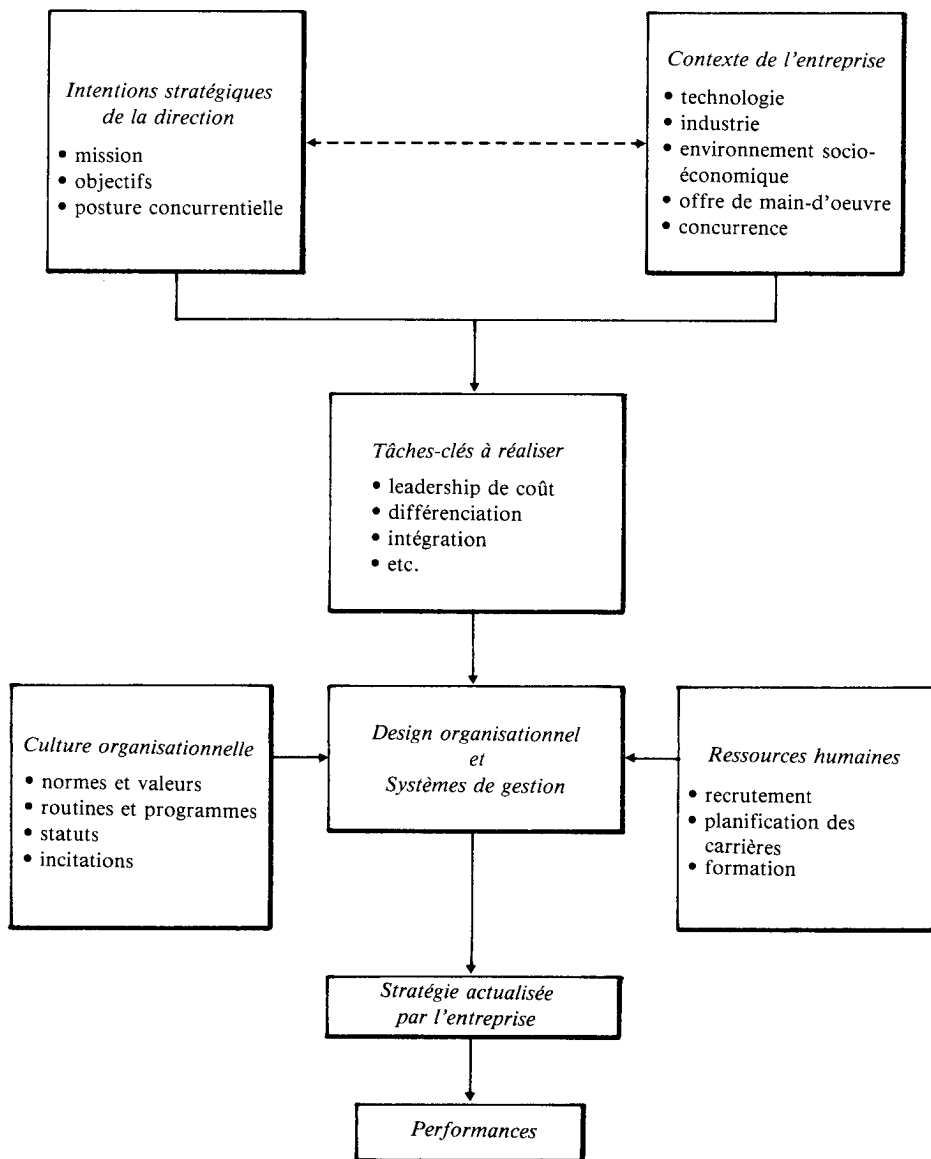 Intentions stratégiques
de la direction
• mission
• objectifs
• posture concurrentielle
Contexte de l'entreprise
• technologie
• industrie
• environnement socio-
économique
• offre de main-d'oeuvre
• concurrence
Tâches-clés à réaliser
• leadership de coût
• différenciation
• intégration
• etc.
Culture organisationnelle
• normes et valeurs
• routines et programmes
• statuts
• incitations
Design organisationnel
et
Systèmes de gestion
Ressources humaines
• recrutement
• planification des
carrières
• formation
Stratégie actualisée
par l'entreprise
Performances